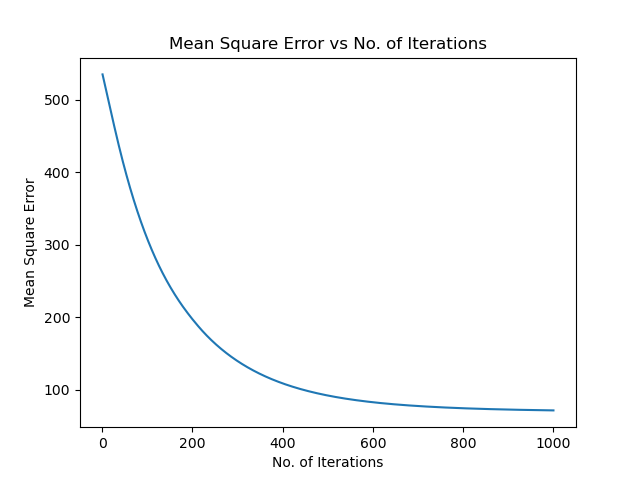 Mean Square Error vs No. of Iterations
500
400
300
200
100
Mean Square Error
0 200 400 600 800 1000
No. of Iterations